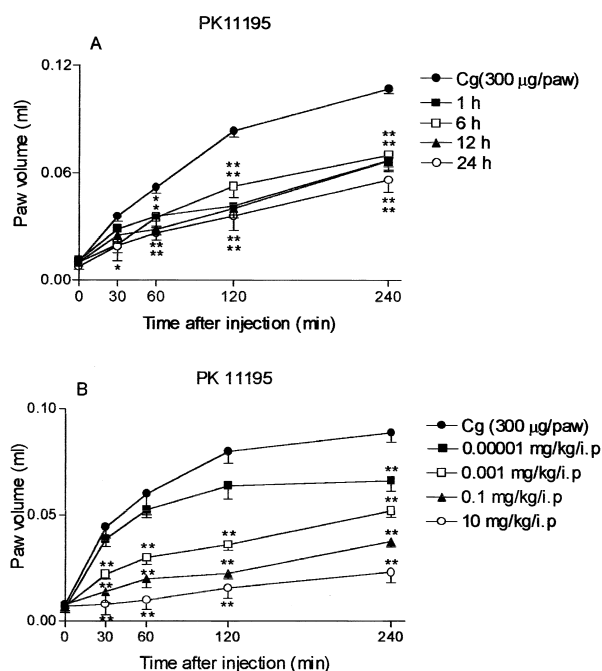 PK11195
A
0.12
0.06
0.00
Paw volume (ml)
Cg(300 μg/paw)
1 h
6 h
12 h
24 h
**
**
**
**
*
*
**
**
**
**
**
**
*
0 30 60 120 240
Time after injection (min)
PK 11195
B
0.10
0.05
0.00
Paw volume (ml)
Cg (300 μg/paw)
0.00001 mg/kg/i.p
0.001 mg/kg/i.p
0.1 mg/kg/i.p
10 mg/kg/i.p
**
**
** ** ** **
** ** ** **
** ** **
0 30 60 120 240
Time after injection (min)